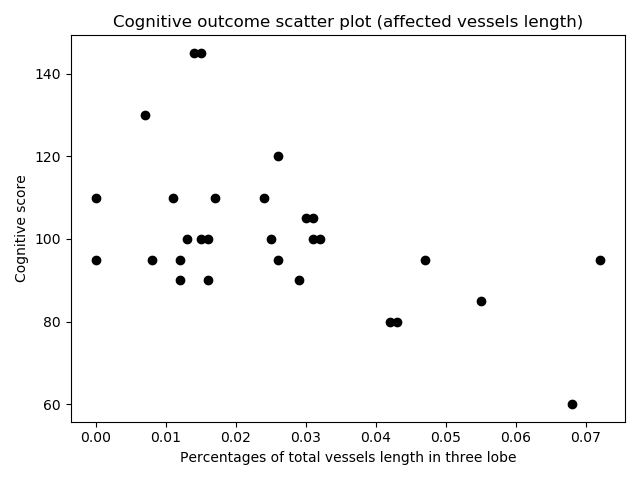 Cognitive outcome scatter plot (affected vessels length)
140
120
100
80
60
Cognitive score
0.00 0.01 0.02 0.03 0.04 0.05 0.06 0.07
Percentages of total vessels length in three lobe